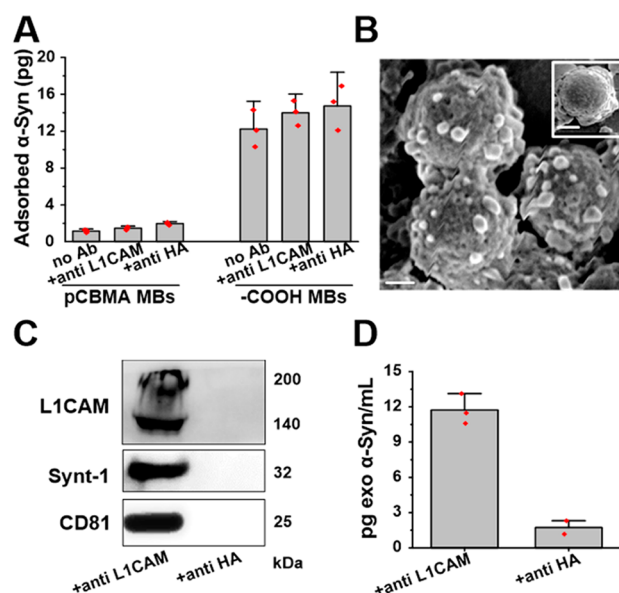 A
Adsorbed α-Syn (pg)
20
16
12
8
4
0
no Ab
+anti L1CAM
+anti HA
no Ab
+anti L1CAM
+anti HA
pCBMA MBs
-COOH MBs
B
C
L1CAM
200
140
Synt-1
32
CD81
25
+anti L1CAM
+anti HA
kDa
D
pg exo α-Syn/mL
15
12
9
6
3
0
+anti L1CAM
+anti HA